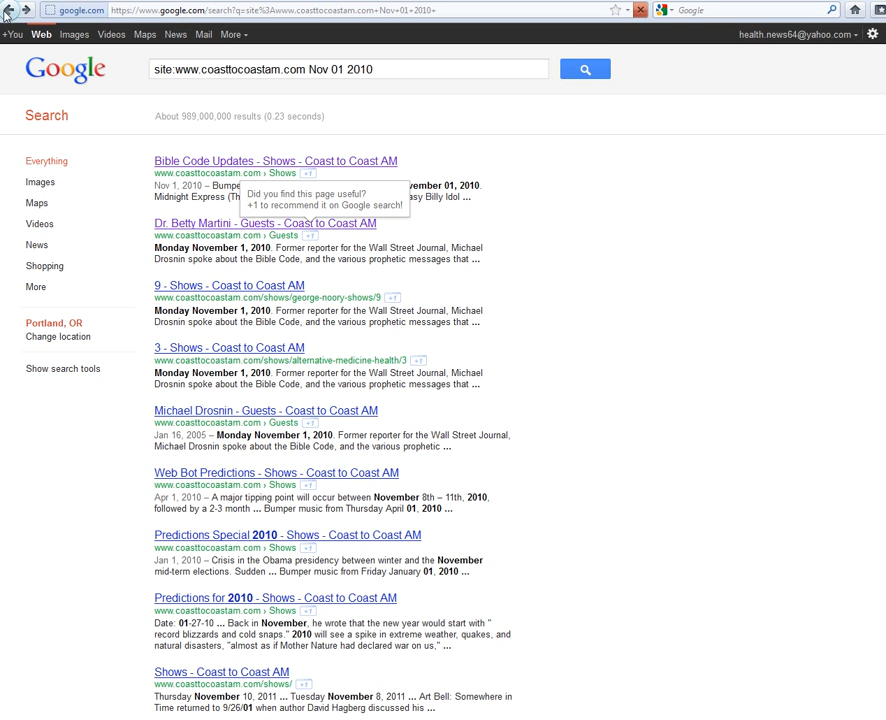 google.com
https://www.google.com/search?q=site%3Awww.coasttocoastam.com+Nov+01+2010+
Google
+You Web Images Videos Maps News Mail More
health.news64@yahoo.com
Google
site:www.coasttocoastam.com Nov 01 2010
Search
About 989,000,000 results (0.23 seconds)
Everything
Images
Maps
Videos
News
Shopping
More
Portland, OR
Change location
Show search tools
Bible Code Updates - Shows - Coast to Coast AM
www.coasttocoastam.com › Shows +1
Nov 1, 2010 – Bumpe vember 01, 2010.
Midnight Express (Th asy Billy Idol ...
Did you find this page useful?
+1 to recommend it on Google search!
Dr. Betty Martini - Guests - Coast to Coast AM
www.coasttocoastam.com › Guests +1
Monday November 1, 2010. Former reporter for the Wall Street Journal, Michael
Drosnin spoke about the Bible Code, and the various prophetic messages that ...
9 - Shows - Coast to Coast AM
www.coasttocoastam.com/shows/george-noory-shows/9 +1
Monday November 1, 2010. Former reporter for the Wall Street Journal, Michael
Drosnin spoke about the Bible Code, and the various prophetic messages that ...
3 - Shows - Coast to Coast AM
www.coasttocoastam.com/shows/alternative-medicine-health/3 +1
Monday November 1, 2010. Former reporter for the Wall Street Journal, Michael
Drosnin spoke about the Bible Code, and the various prophetic messages that ...
Michael Drosnin - Guests - Coast to Coast AM
www.coasttocoastam.com › Guests +1
Jan 16, 2005 – Monday November 1, 2010. Former reporter for the Wall Street Journal,
Michael Drosnin spoke about the Bible Code, and the various prophetic ...
Web Bot Predictions - Shows - Coast to Coast AM
www.coasttocoastam.com › Shows +1
Apr 1, 2010 – A major tipping point will occur between November 8th – 11th, 2010,
followed by a 2-3 month ... Bumper music from Thursday April 01, 2010 ...
Predictions Special 2010 - Shows - Coast to Coast AM
www.coasttocoastam.com › Shows +1
Jan 1, 2010 – Crisis in the Obama presidency between winter and the November
mid-term elections. Sudden ... Bumper music from Friday January 01, 2010 ...
Predictions for 2010 - Shows - Coast to Coast AM
www.coasttocoastam.com › Shows +1
Date: 01-27-10 ... Back in November, he wrote that the new year would start with "
record blizzards and cold snaps." 2010 will see a spike in extreme weather, quakes, and
natural disasters, "almost as if Mother Nature had declared war on us," ...
Shows - Coast to Coast AM
www.coasttocoastam.com/shows/ +1
Thursday November 10, 2011 ... Tuesday November 8, 2011 ... Art Bell: Somewhere in
Time returned to 9/26/01 when author David Hagberg discussed his ...